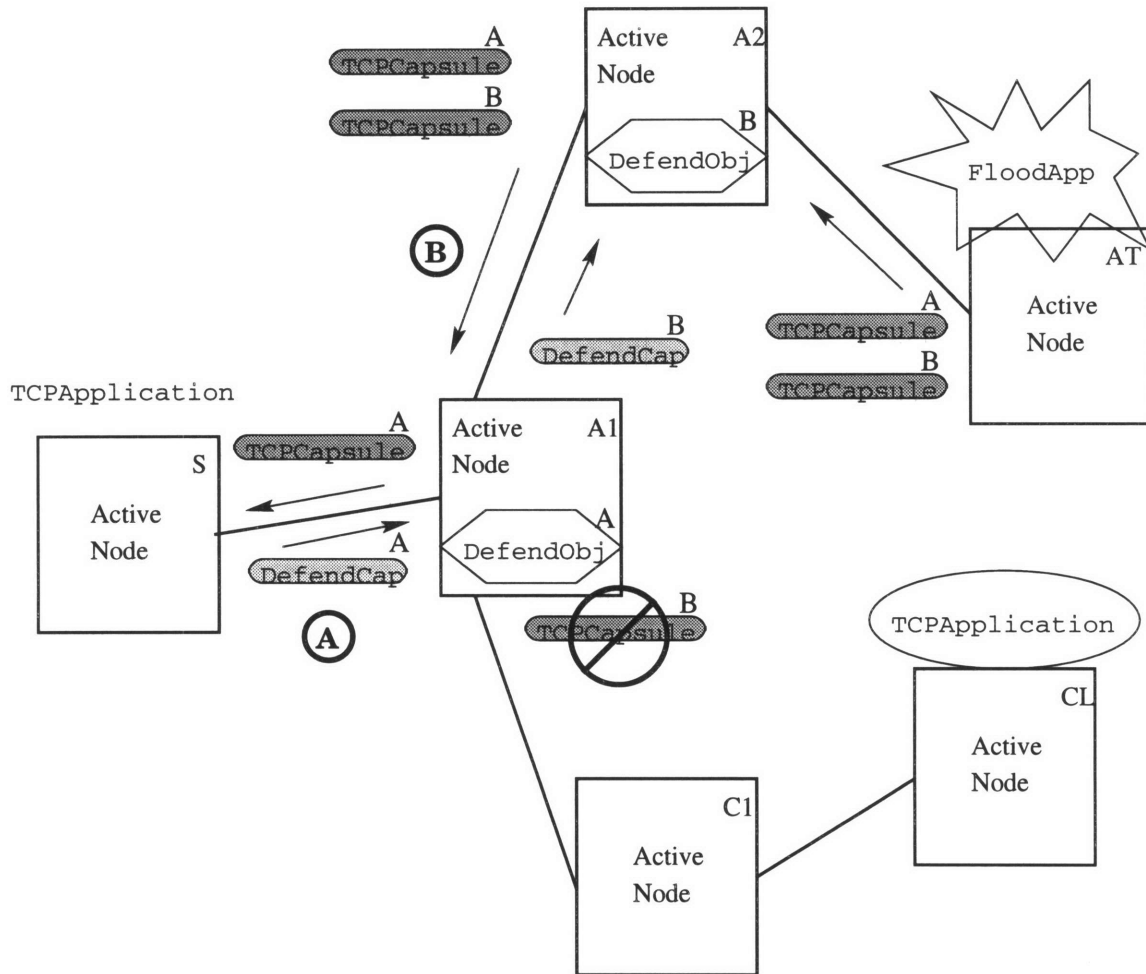 A
TCPCapsule
B
TCPCapsule
Active
Node
A2
B
DefendObj
FloodApp
AT
Active
Node
B
A
TCPCapsule
B
TCPCapsule
B
DefendCap
TCPApplication
S
Active
Node
A
TCPCapsule
A
DefendCap
A
Active
Node
A1
A
DefendObj
B
TCPCapsule
TCPApplication
CL
Active
Node
C1
Active
Node